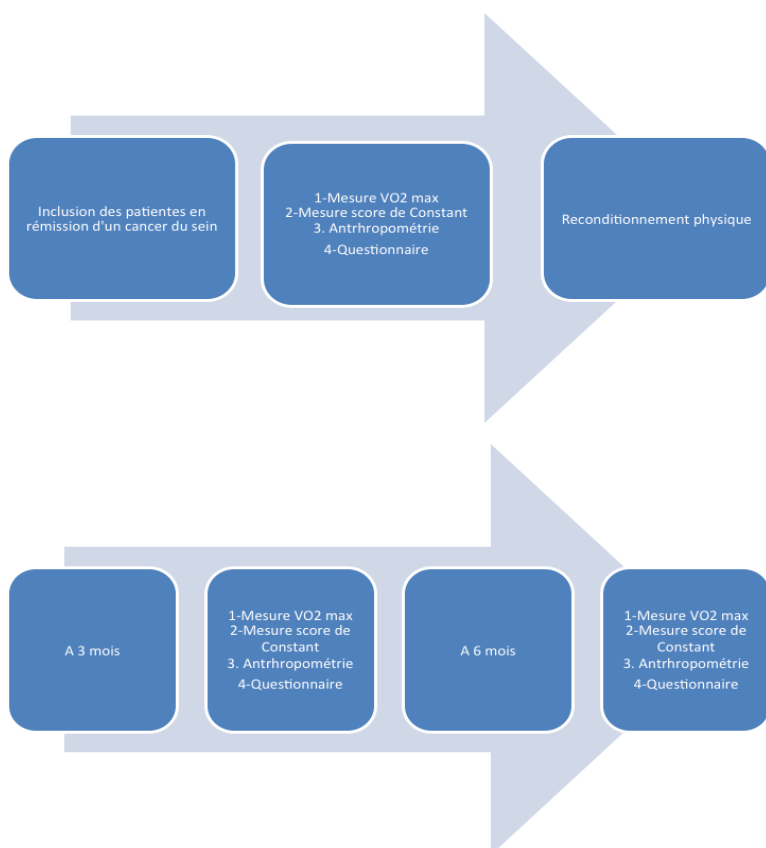 Inclusion des patientes en
rémission d'un cancer du sein
1-Mesure VO2 max
2-Mesure score de Constant
3. Antrhropométrie
4-Questionnaire
Reconditionnement physique
A 3 mois
1-Mesure VO2 max
2-Mesure score de
Constant
3. Antrhropométrie
4-Questionnaire
A 6 mois
1-Mesure VO2 max
2-Mesure score de
Constant
3. Antrhropométrie
4-Questionnaire